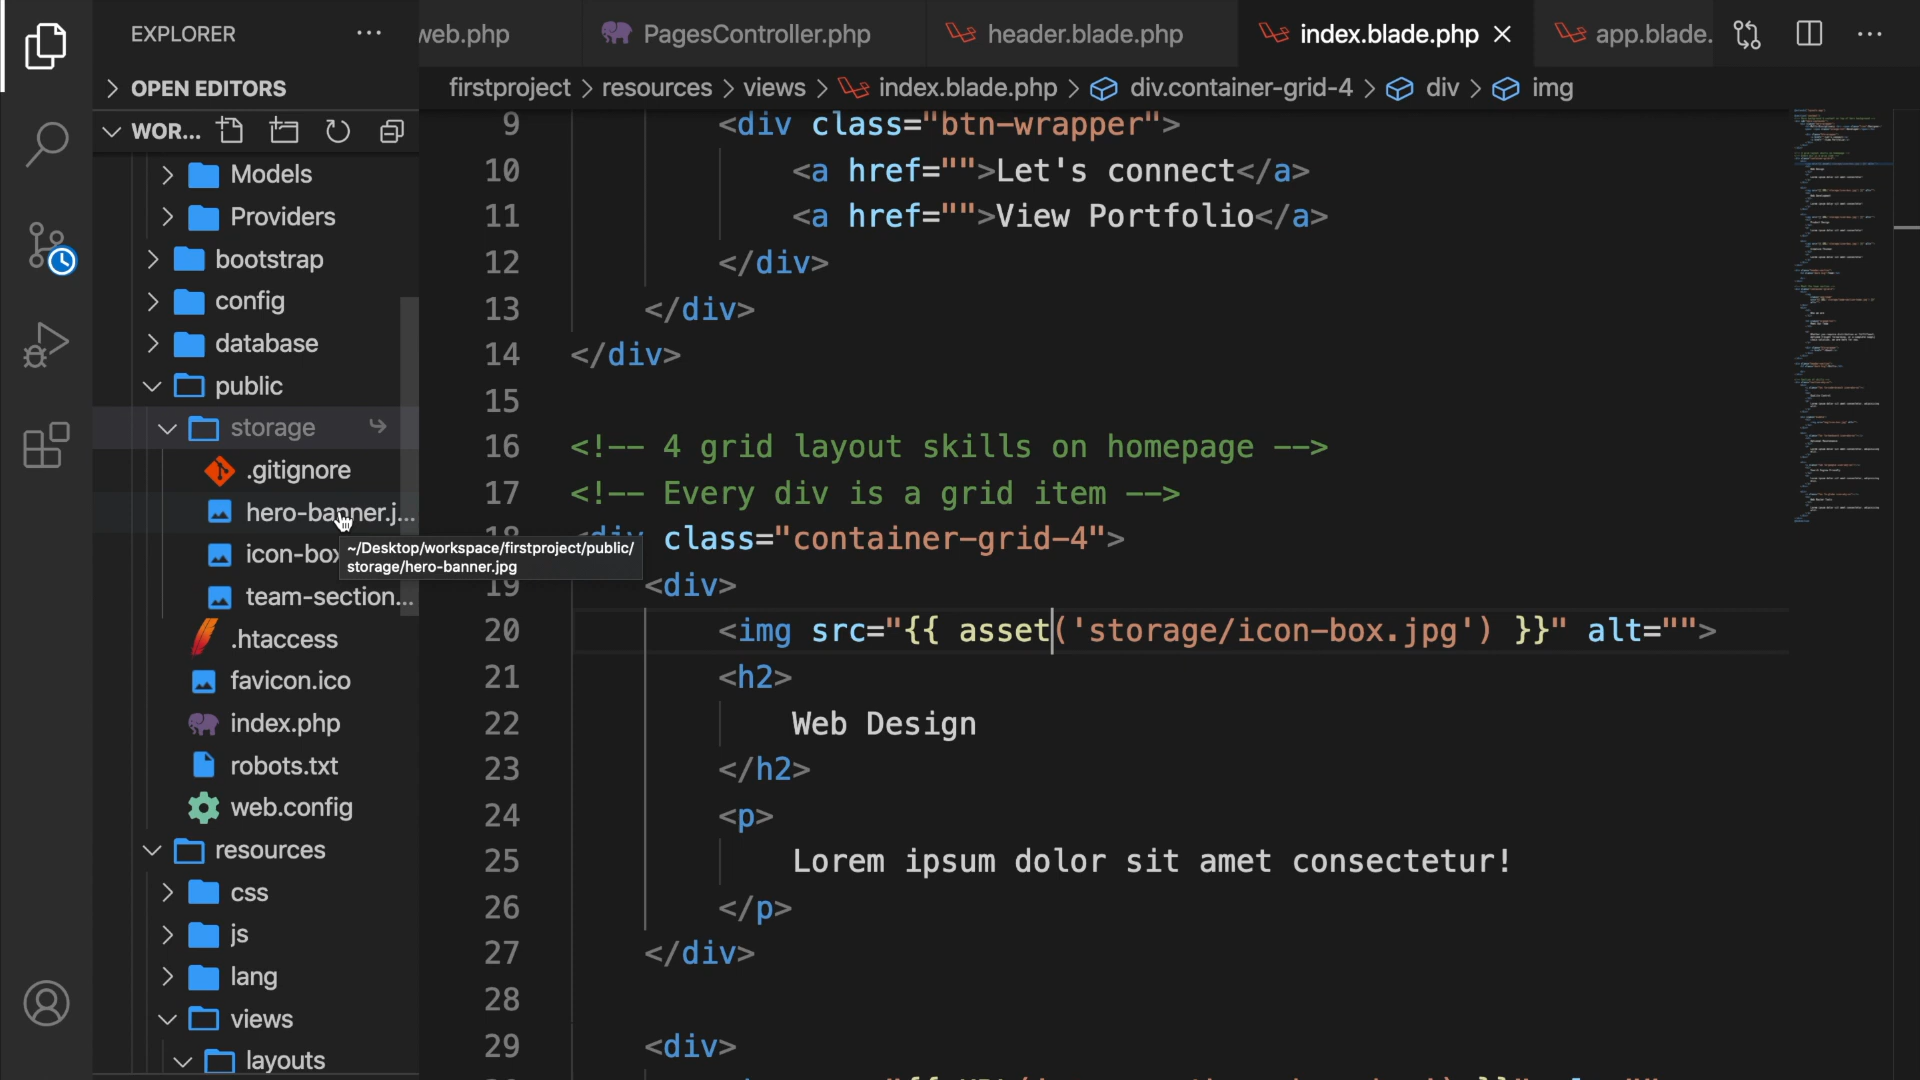 EXPLORER
web.php
PagesController.php
header.blade.php
index.blade.php
app.blade.
OPEN EDITORS
firstproject > resources > views > index.blade.php > div.container-grid-4 > div > img
WOR...
Models
Providers
bootstrap
config
database
public
storage
.gitignore
hero-banner.j...
icon-box
team-section...
.htaccess
favicon.ico
index.php
robots.txt
web.config
resources
css
js
lang
views
layouts
~/Desktop/workspace/firstproject/public/
storage/hero-banner.jpg
9 <div class="btn-wrapper">
10 <a href="">Let's connect</a>
11 <a href="">View Portfolio</a>
12 </div>
13 </div>
14 </div>
15
16 <!-- 4 grid layout skills on homepage -->
17 <!-- Every div is a grid item -->
18 <div class="container-grid-4">
19 <div>
20 <img src="{{ asset('storage/icon-box.jpg') }}" alt="">
21 <h2>
22 Web Design
23 </h2>
24 <p>
25 Lorem ipsum dolor sit amet consectetur!
26 </p>
27 </div>
28
29 <div>